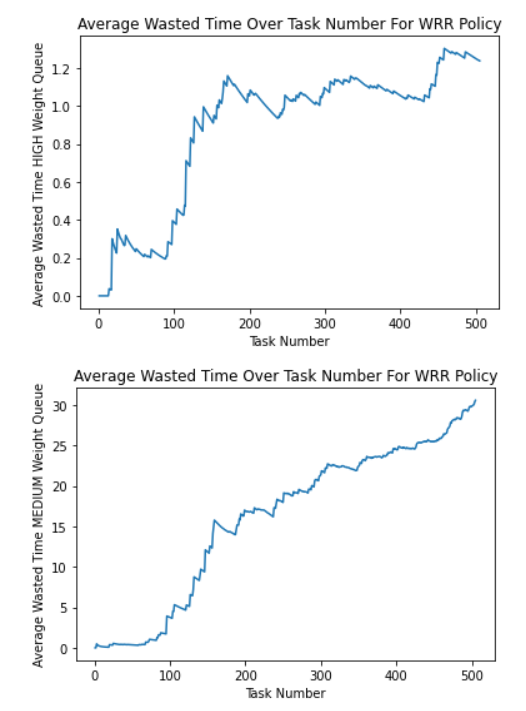 Average Wasted Time Over Task Number For WRR Policy
Average Wasted Time HIGH Weight Queue
1.2
1.0
0.8
0.6
0.4
0.2
0.0
0 100 200 300 400 500
Task Number
Average Wasted Time Over Task Number For WRR Policy
Average Wasted Time MEDIUM Weight Queue
30
25
20
15
10
5
0
0 100 200 300 400 500
Task Number